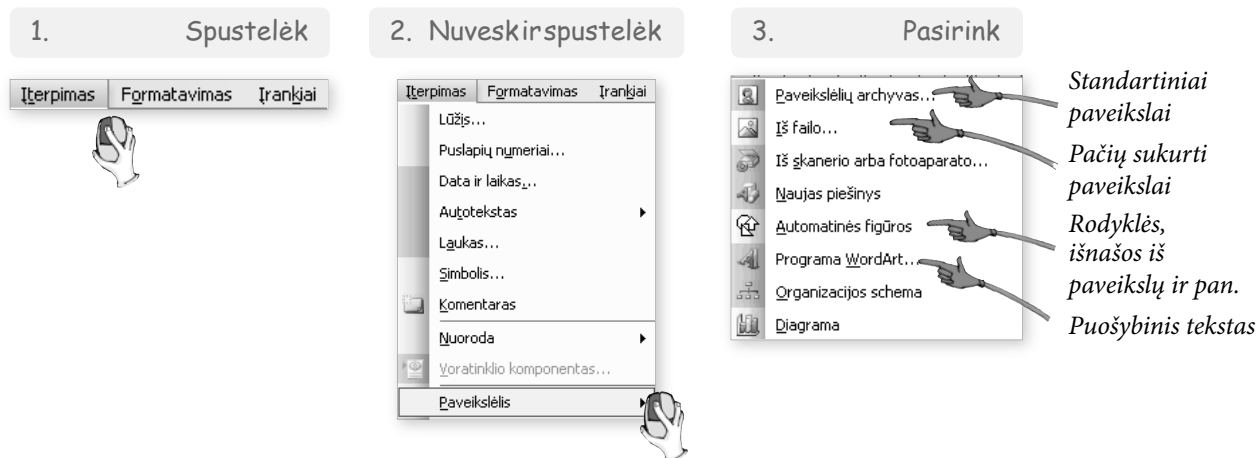 1. Spustelėk
Įterpimas Formatavimas Įrankiai
2. Nuveskirspustelėk
Įterpimas Formatavimas Įrankiai
Lūžis...
Puslapių numeriai...
Data ir laikas...
Autotekstas
Laukas...
Simbolis...
Komentaras
Nuoroda
Voratinklio komponentas...
Paveikslėlis
3. Pasirink
Paveikslėlių archyvas...
Iš failo...
Iš skanerio arba fotoaparato...
Naujas piešinys
Automatinės figūros
Programa WordArt...
Organizacijos schema
Diagrama
Standartiniai
paveikslai
Pačių sukurti
paveikslai
Rodyklės,
išnašos iš
paveikslų ir pan.
Puošybinis tekstas